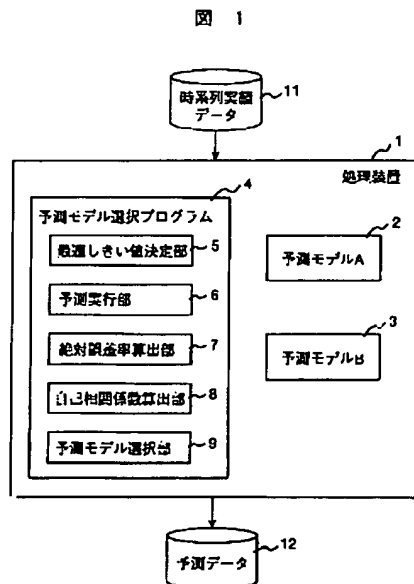 図 1
時系列実績
データ
11
1
処理装置
4
予測モデル選択プログラム
最適しきい値決定部
5
予測実行部
6
絶対誤差率算出部
7
自己相関係数算出部
8
予測モデル選択部
9
2
予測モデルA
3
予測モデルB
予測データ
12